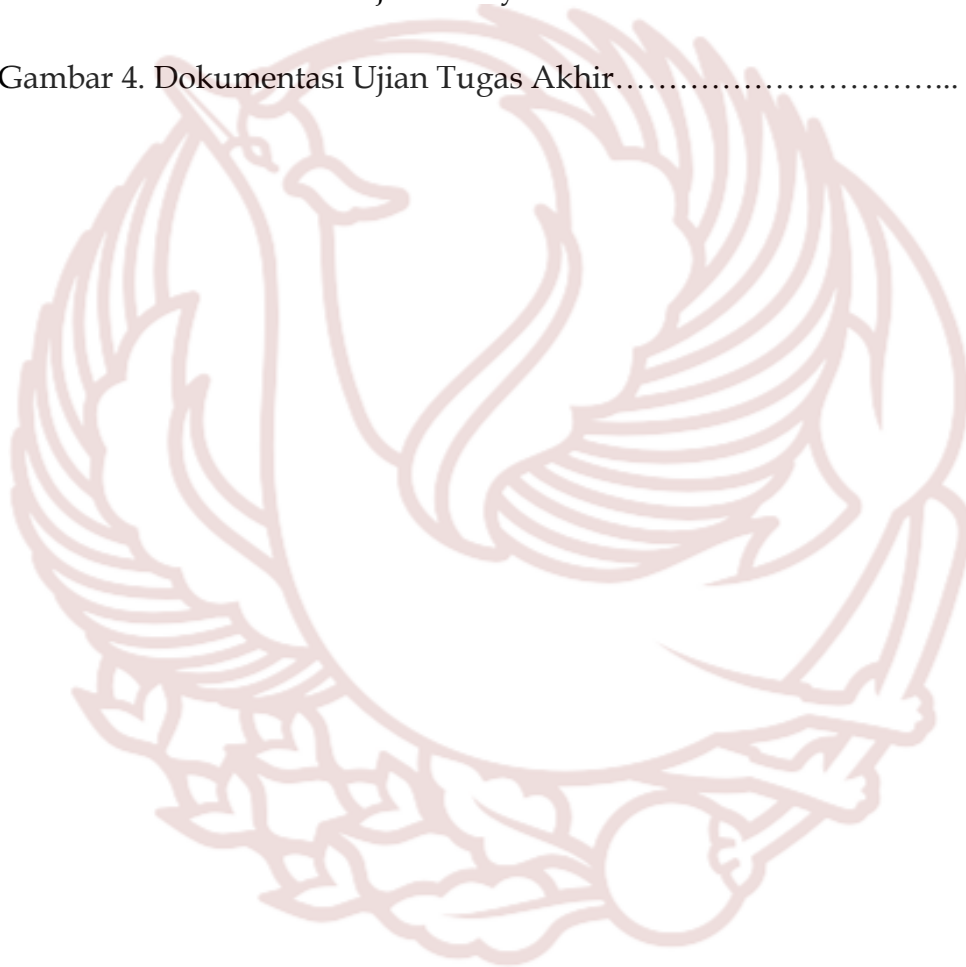 Gambar 4. Dokumentasi Ujian Tugas Akhir…………………………...